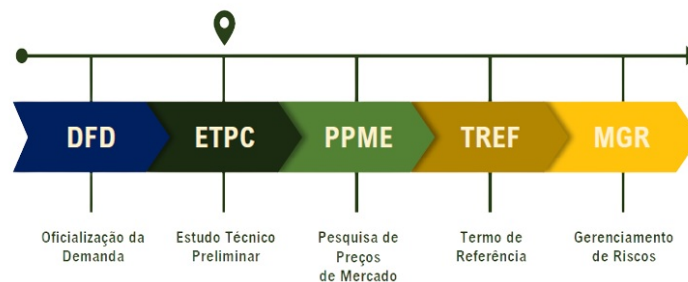 DFD
ETPC
PPME
TREF
MGR
Oficialização da
Demanda
Estudo Técnico
Preliminar
Pesquisa de
Preços
de Mercado
Termo de
Referência
Gerenciamento
de Riscos